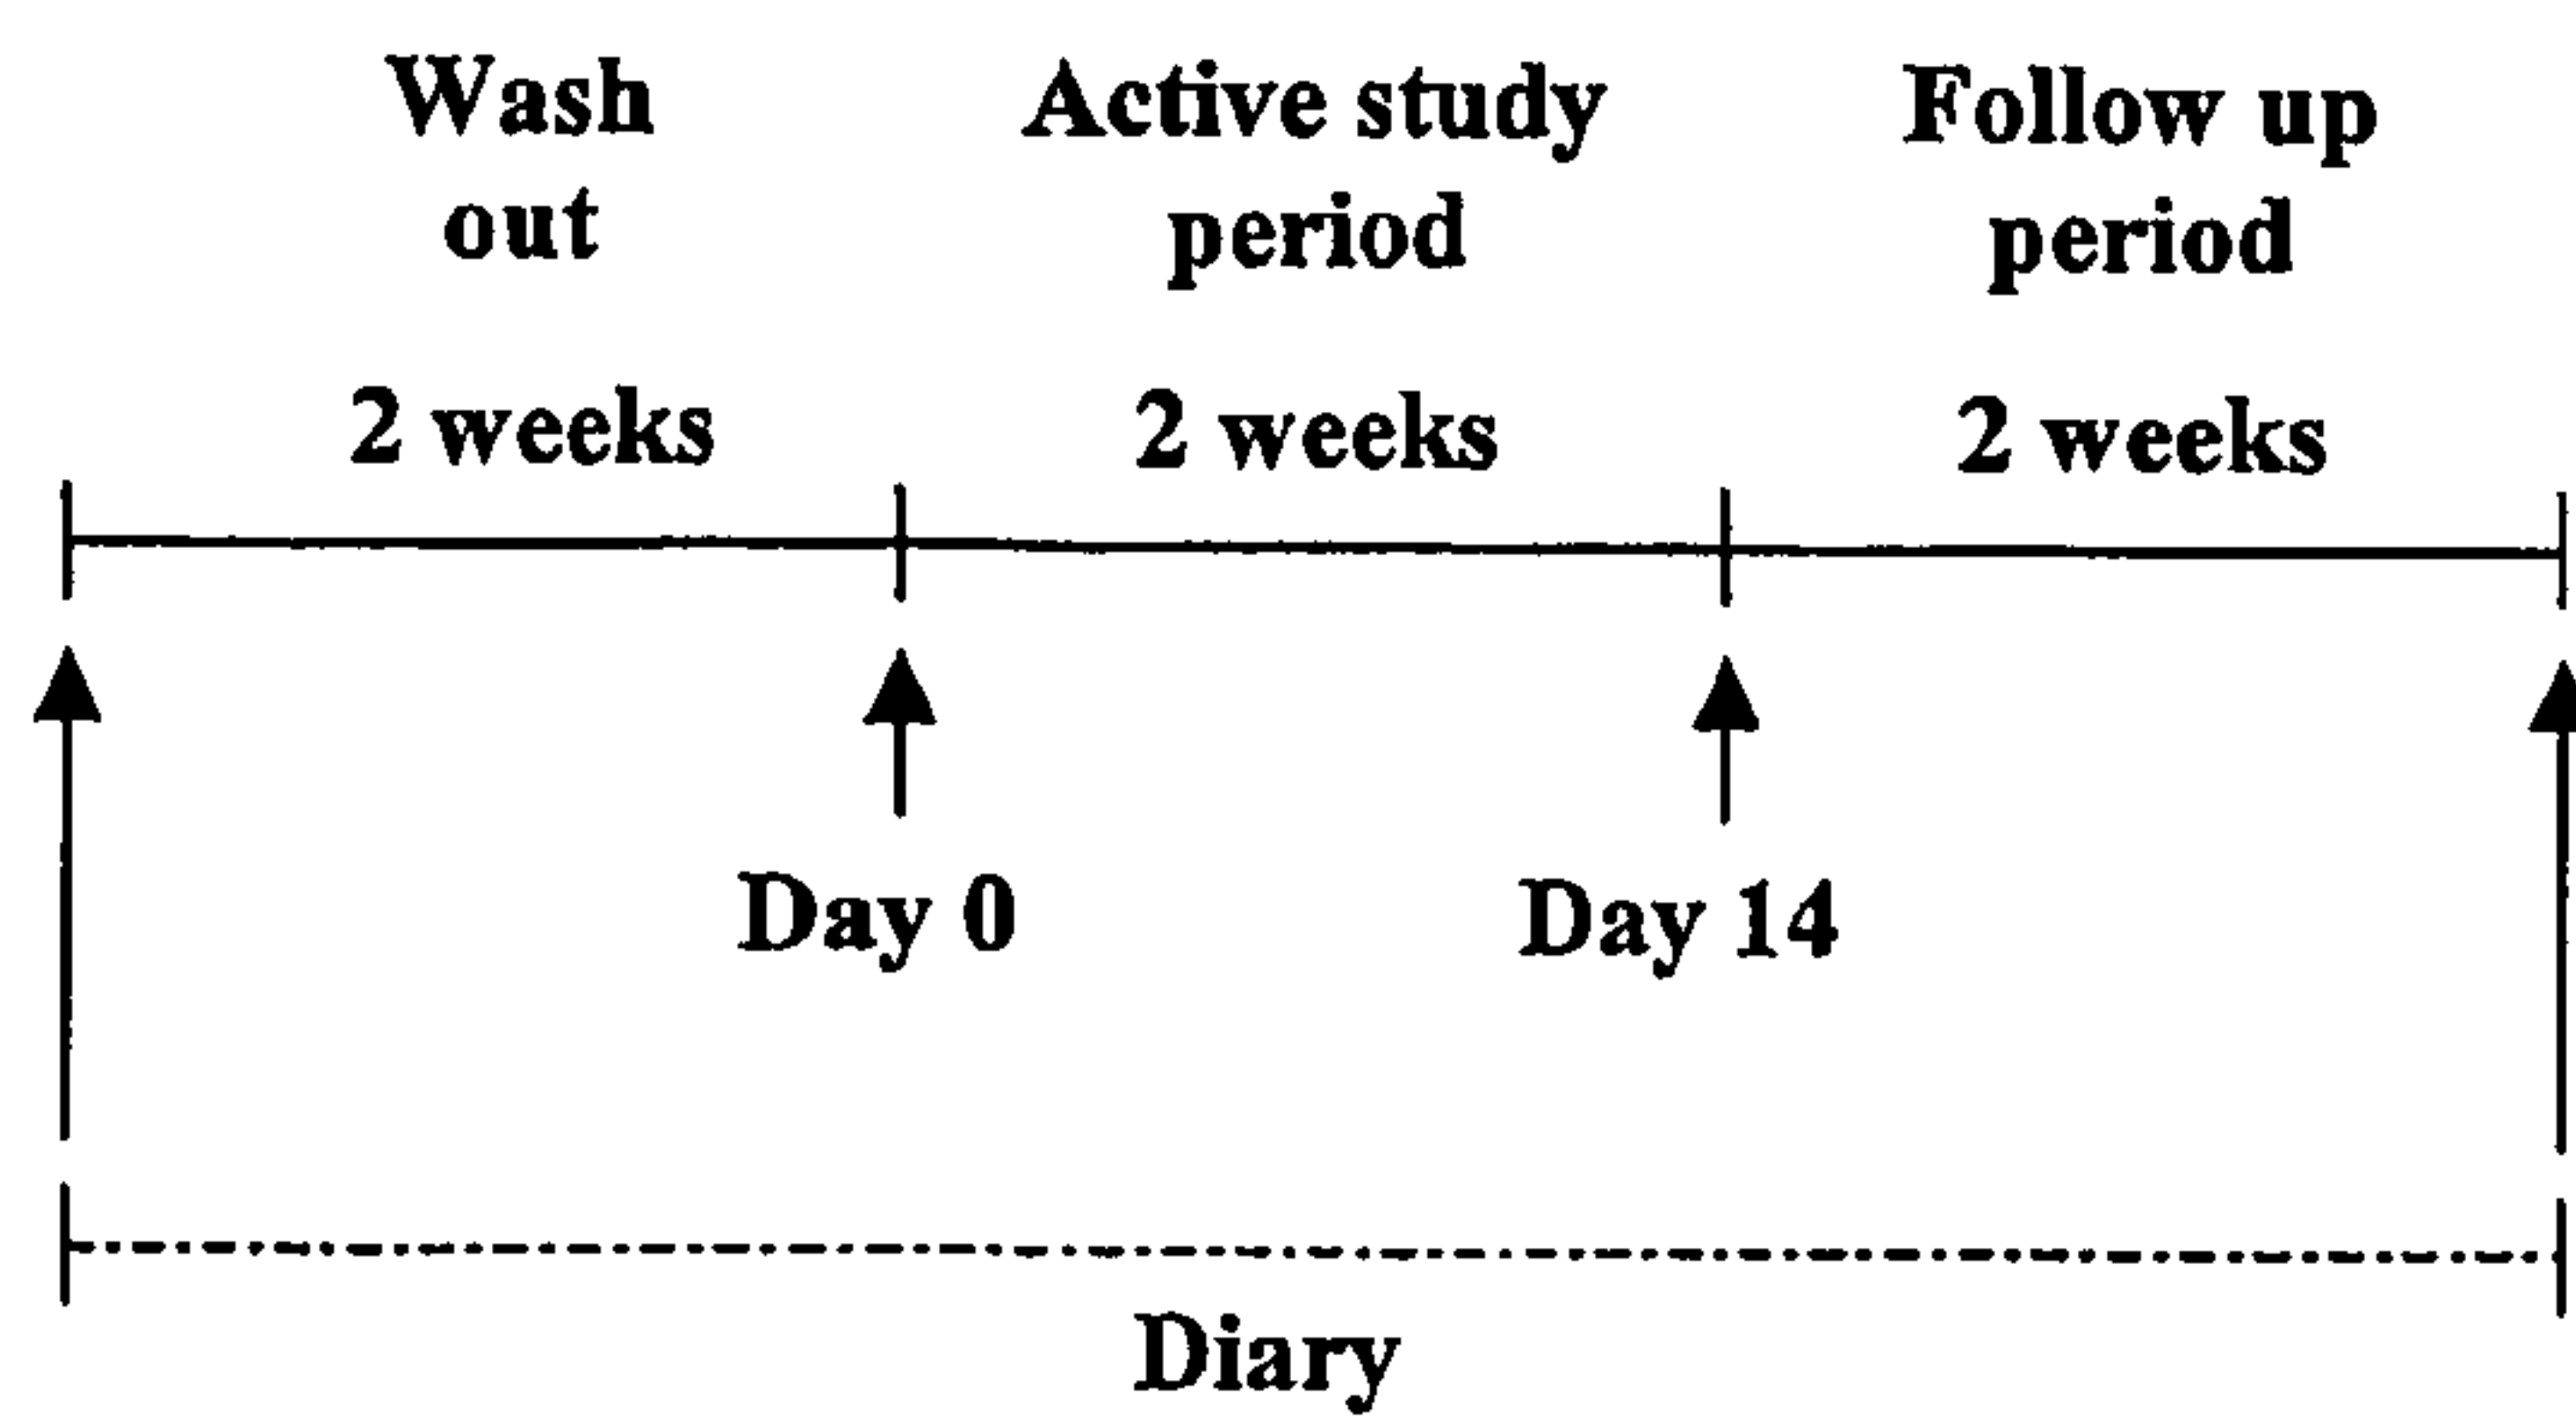 Wash
out
Active study
period
Follow up
period
2 weeks
2 weeks
2 weeks
Day 0
Day 14
Diary